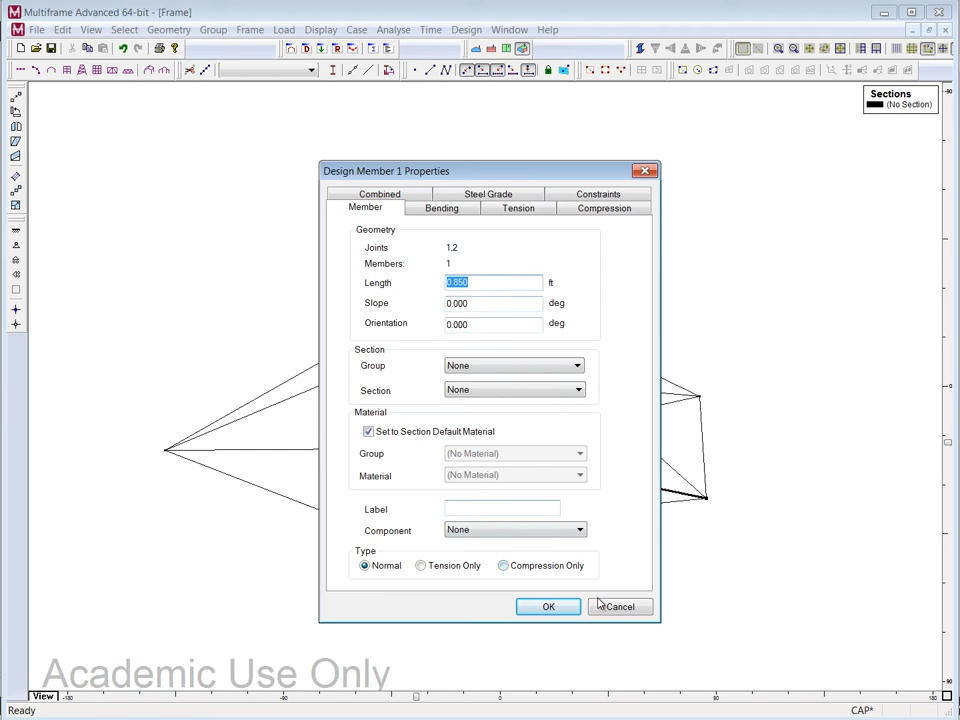 Multiframe Advanced 64-bit - [Frame]
File Edit View Select Geometry Group Frame Load Display Case Analyse Time Design Window Help
Sections
(No Section)
Design Member 1 Properties
Combined Steel Grade Constraints
Member Bending Tension Compression
Geometry
Joints 1,2
Members: 1
Length 0.850 ft
Slope 0.000 deg
Orientation 0.000 deg
Section
Group None
Section None
Material
Set to Section Default Material
Group (No Material)
Material (No Material)
Label
Component None
Type
Normal Tension Only Compression Only
OK Cancel
Academic Use Only
View
Ready CAP*